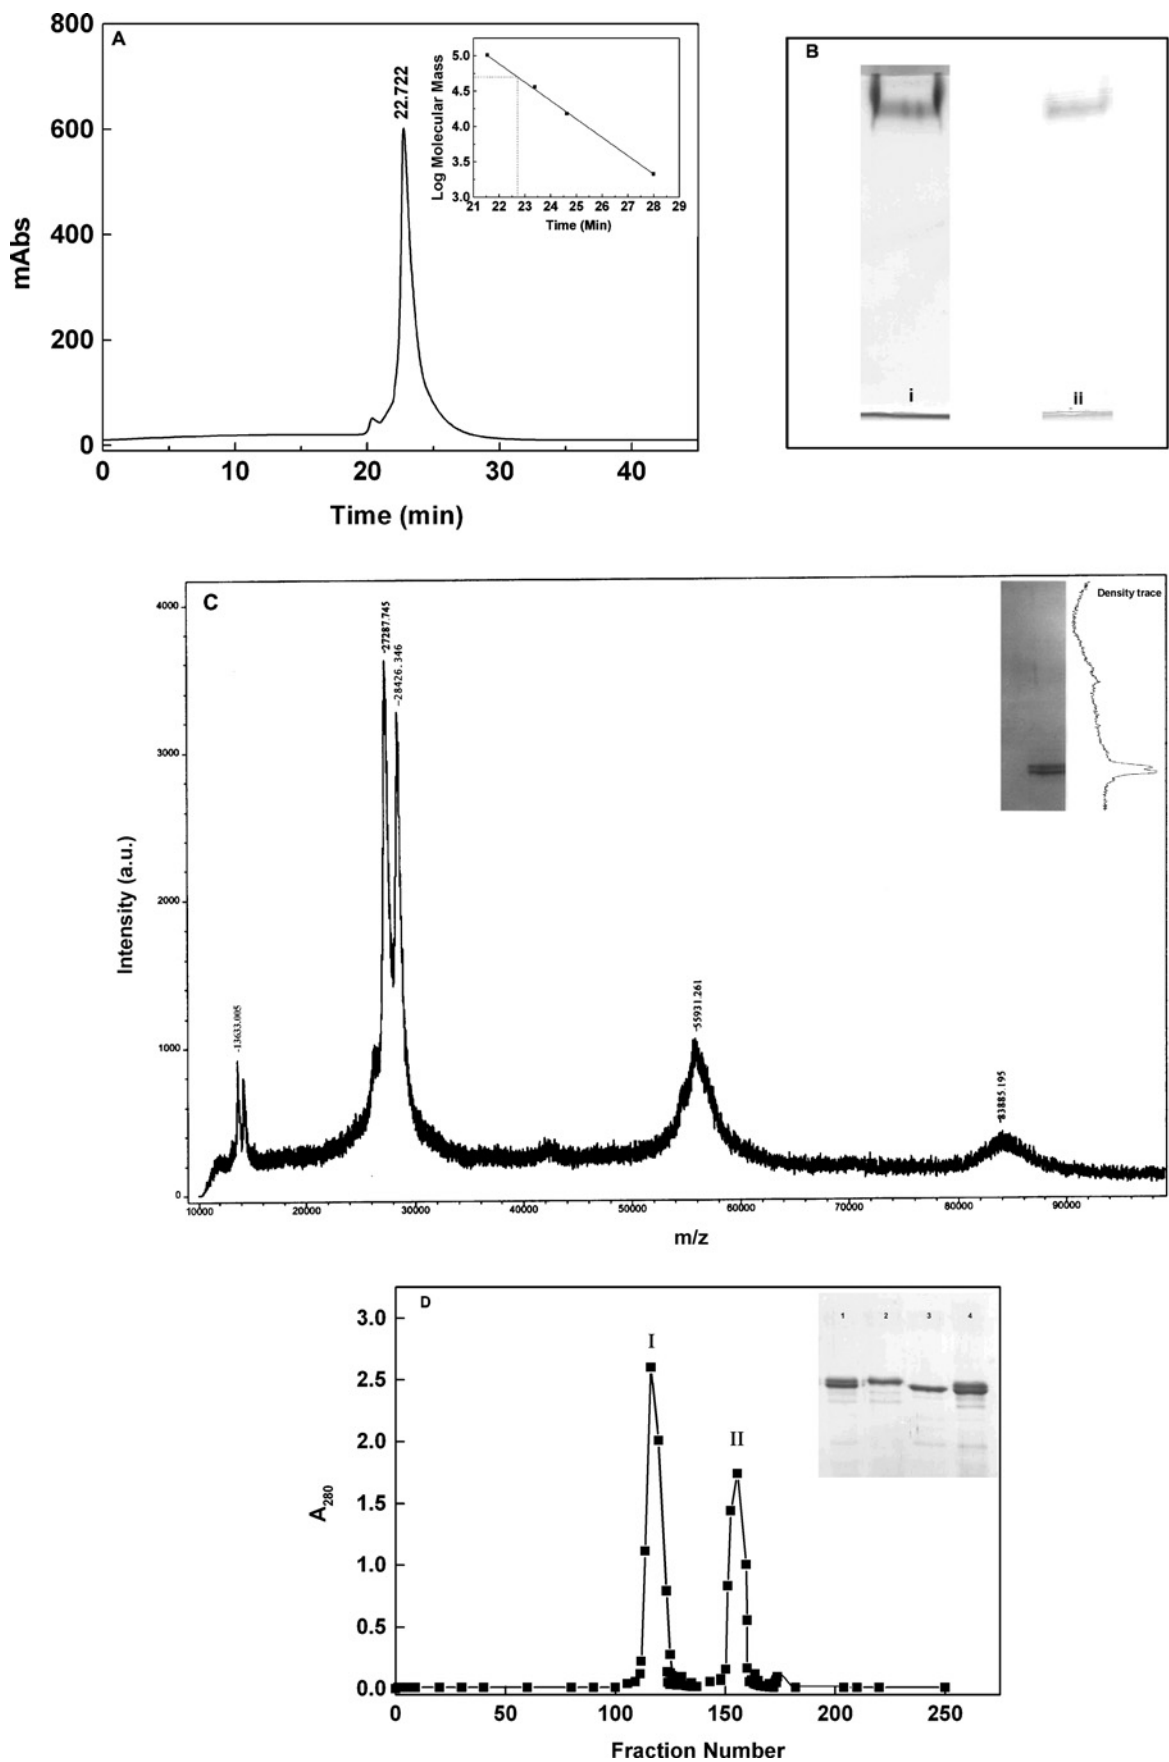 A
800
600
400
200
0
mAbs
22.722
Log Molecular Mass
5.0
4.5
4.0
3.5
3.0
21 22 23 24 25 26 27 28 29
Time (Min)
0 10 20 30 40
Time (min)
B
i
ii
C
4000
3000
2000
1000
0
Intensity (a.u.)
-13633.005
-27287.745
-28426.346
-55931.261
-83885.195
Density trace
10000 20000 30000 40000 50000 60000 70000 80000 90000
m/z
D
3.0
2.5
2.0
1.5
1.0
0.5
0.0
A280
I
II
1 2 3 4
0 50 100 150 200 250
Fraction Number